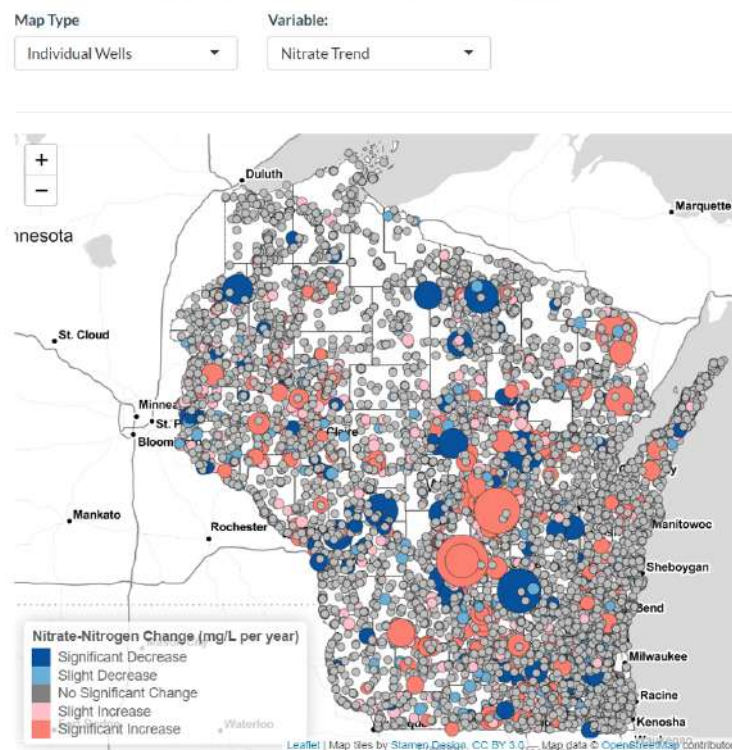 Map Type
Variable:
Individual Wells
Nitrate Trend
+
−
Duluth
Marquette
nnesota
St. Cloud
Minnea
St. P
Bloom
Claire
Mankato
Rochester
Manitowoc
Sheboygan
Bend
Milwaukee
Racine
Kenosha
Waterloo
Nitrate-Nitrogen Change (mg/L per year)
Significant Decrease
Slight Decrease
No Significant Change
Slight Increase
Significant Increase
Leaflet | Map tiles by Stamen Design, CC BY 3.0 — Map data © OpenStreetMap contributor